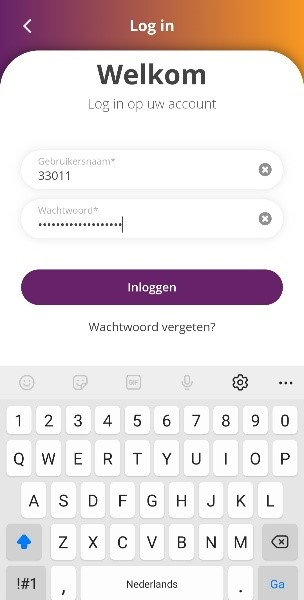 Log in
Welkom
Log in op uw account
Gebruikersnaam*
33011
Wachtwoord*
•••••••••••••••••••
Inloggen
Wachtwoord vergeten?
GIF
1 2 3 4 5 6 7 8 9 0
Q W E R T Y U I O P
A S D F G H J K L
Z X C V B N M
!#1 , Nederlands . Ga